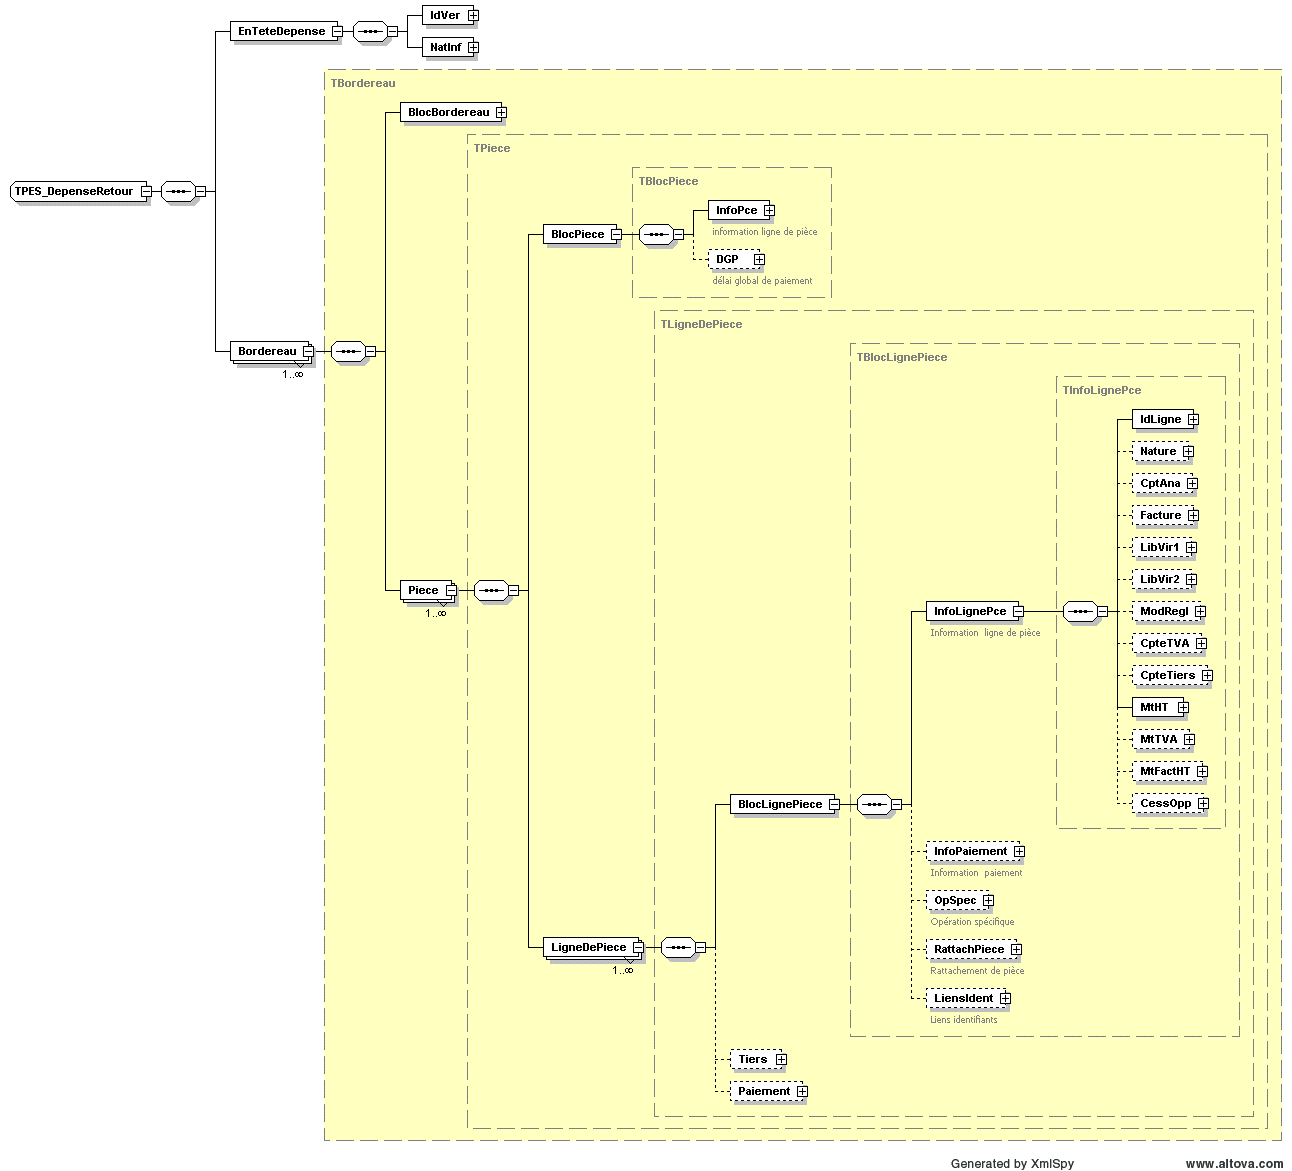 IdVer
EnTeteDepense
NatInf
TBordereau
BlocBordereau
TPiece
TBlocPiece
TPES_DepenseRetour
InfoPce
information ligne de pièce
BlocPiece
DGP
délai global de paiement
TLigneDePiece
Bordereau
1..∞
TBlocLignePiece
TInfoLignePce
IdLigne
Nature
CptAna
Facture
LibVir1
LibVir2
Piece
1..∞
InfoLignePce
Information ligne de pièce
ModRegl
CpteTVA
CpteTiers
MtHT
MtTVA
MtFactHT
CessOpp
BlocLignePiece
InfoPaiement
Information paiement
OpSpec
Opération spécifique
LigneDePiece
1..∞
RattachPiece
Rattachement de pièce
LiensIdent
Liens identifiants
Tiers
Paiement
Generated by XmlSpy
www.altova.com